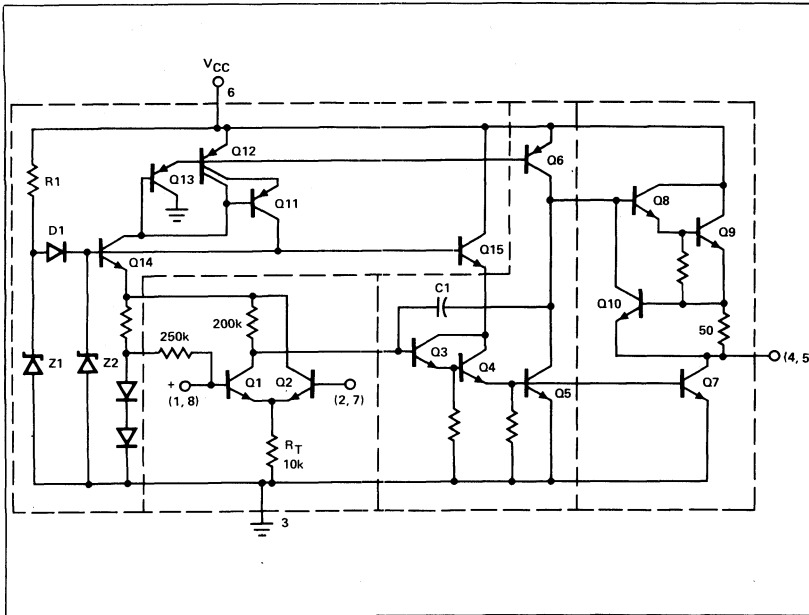 VCC
6
Q12
Q13
Q6
R1
Q11
Q8
Q9
D1
Q14
Q15
C1
Q10
200k
250k
50
Z1
Z2
Q3
Q4
(4, 5
+
(1, 8)
Q1
Q2
(2, 7)
Q5
Q7
RT
10k
3